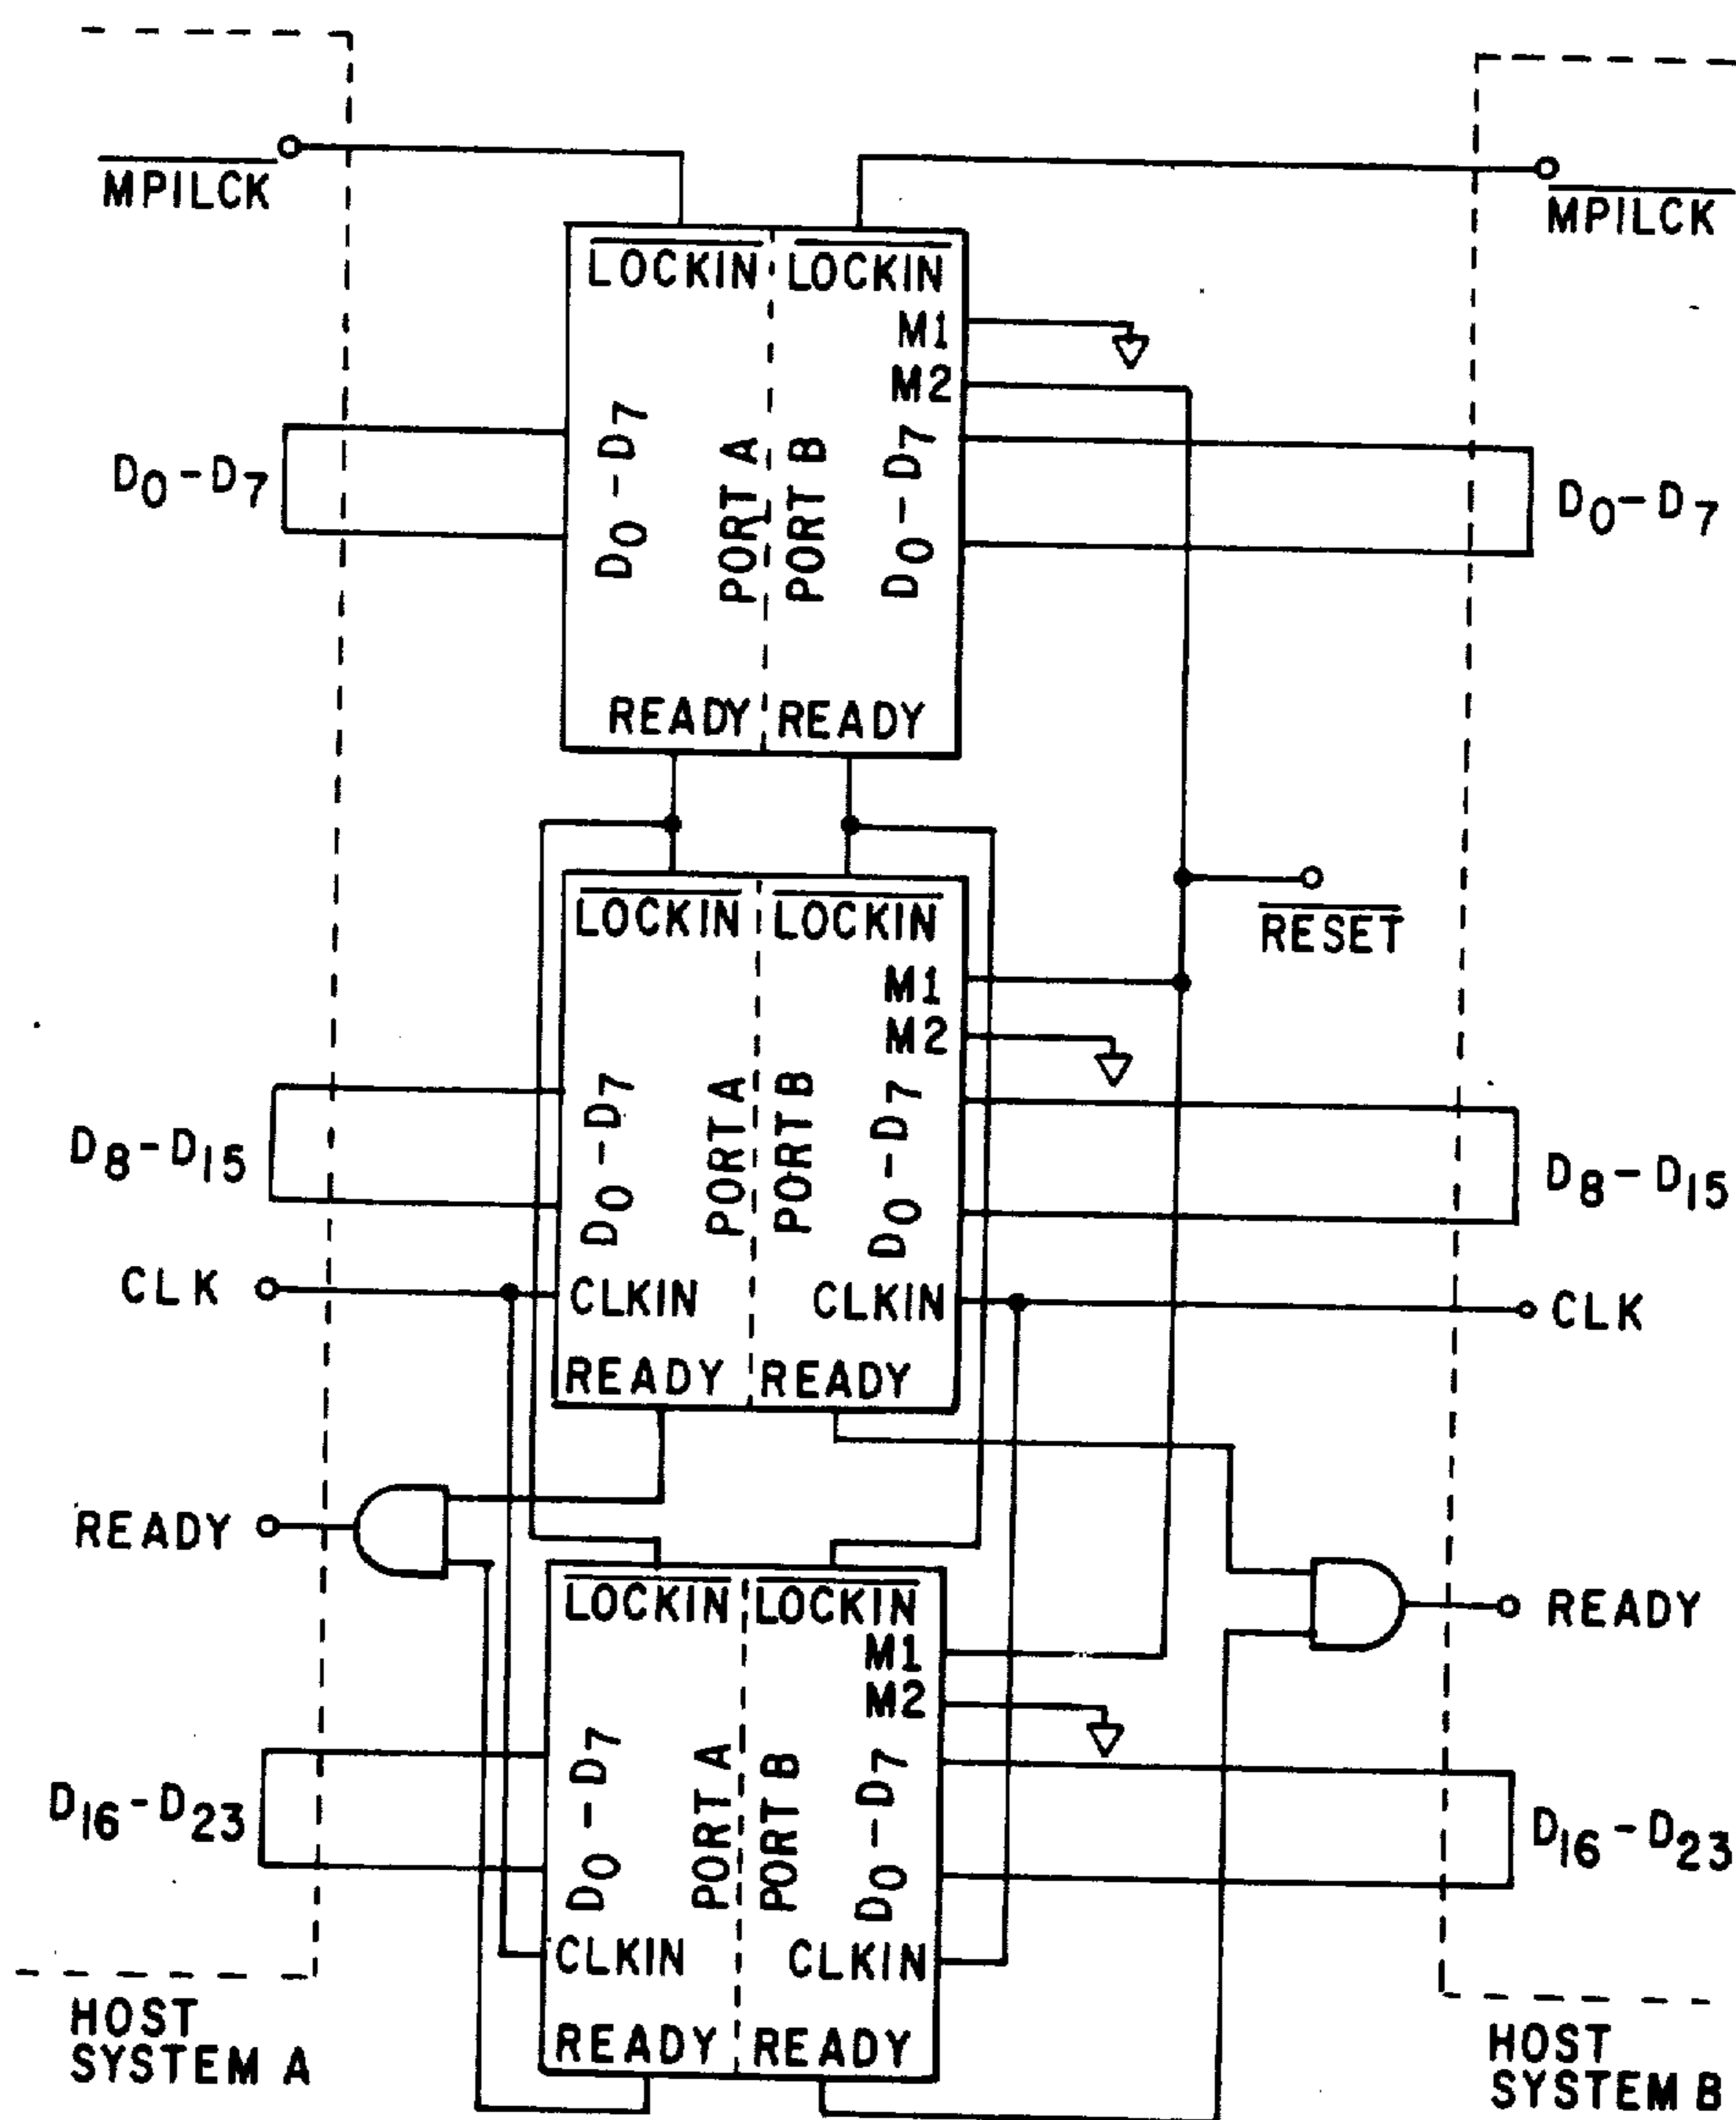 MPILCK
MPILCK
LOCKIN LOCKIN
M1
M2
D0-D7
D0-D7
PORT A
PORT B
D0-D7
D0-D7
READY READY
LOCKIN LOCKIN
RESET
M1
M2
D8-D15
D0-D7
PORT A
PORT B
D0-D7
D8-D15
CLK
CLKIN CLKIN
CLK
READY READY
READY
LOCKIN LOCKIN
READY
M1
M2
D16-D23
D0-D7
PORT A
PORT B
D0-D7
D16-D23
CLKIN CLKIN
READY READY
HOST
SYSTEM A
HOST
SYSTEM B